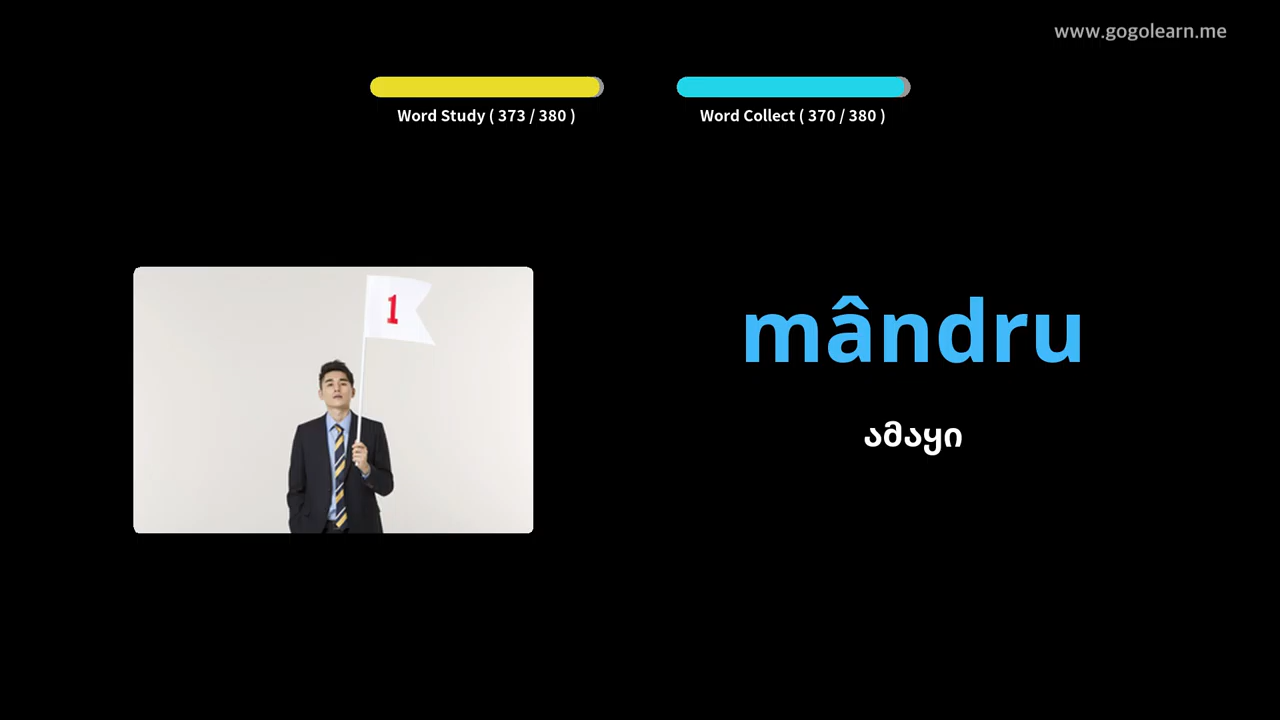 www.gogolearn.me
Word Study ( 373 / 380 )
Word Collect ( 370 / 380 )
1
mândru
ამაყი